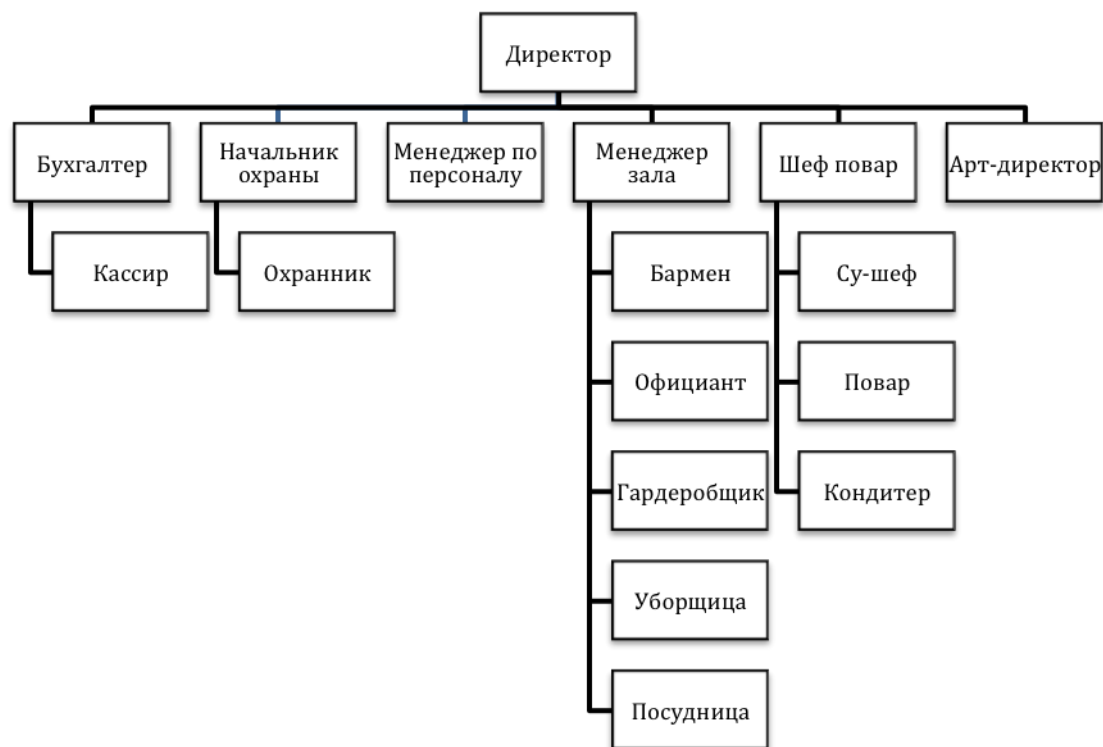 Директор
Бухгалтер
Начальник
охраны
Менеджер по
персоналу
Менеджер
зала
Шеф повар
Арт-директор
Кассир
Охранник
Бармен
Су-шеф
Официант
Повар
Гардеробщик
Кондитер
Уборщица
Посудница